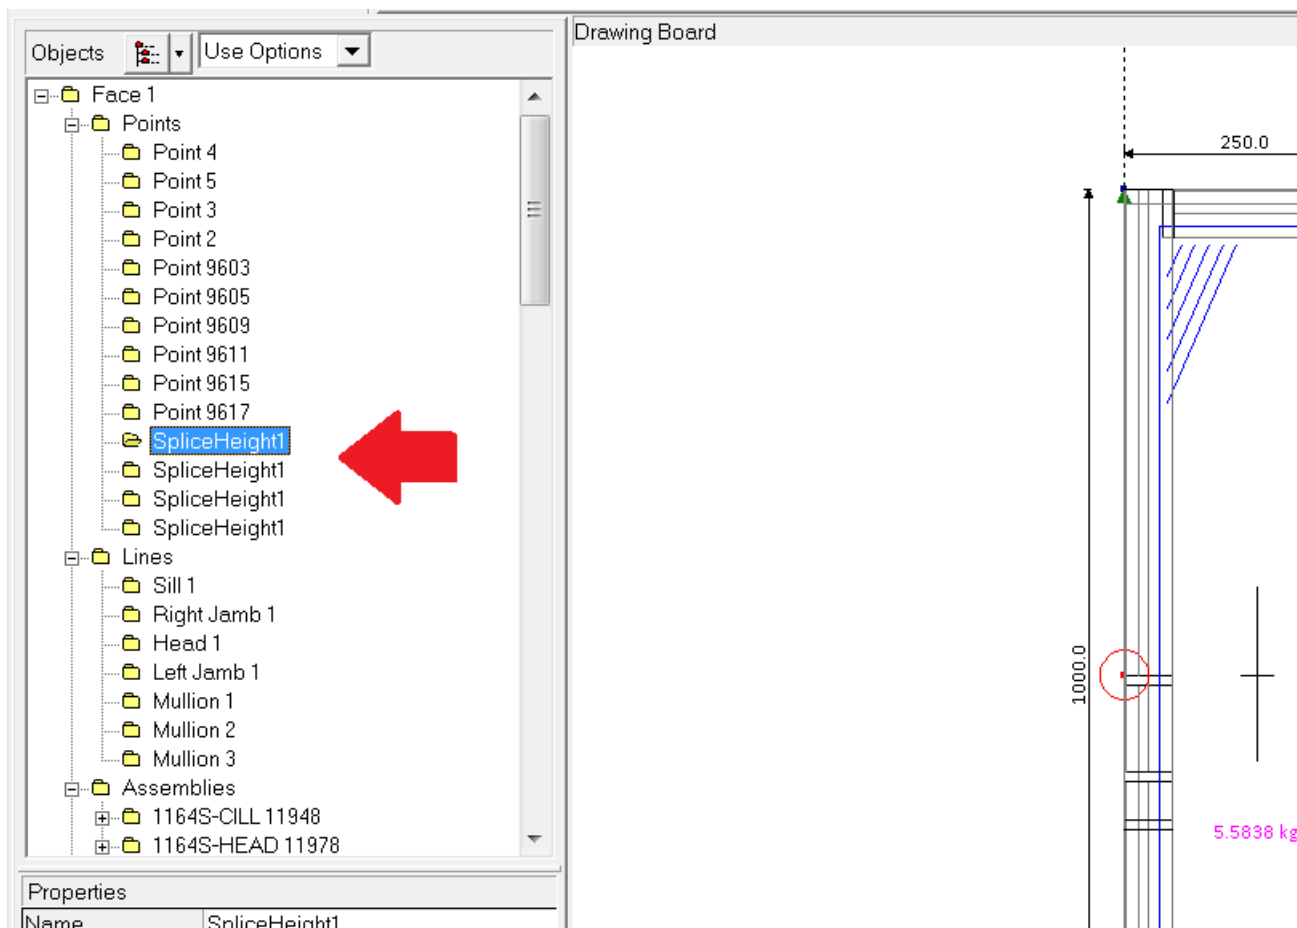 Objects
Use Options
Face 1
Points
Point 4
Point 5
Point 3
Point 2
Point 9603
Point 9605
Point 9609
Point 9611
Point 9615
Point 9617
SpliceHeight1
SpliceHeight1
SpliceHeight1
SpliceHeight1
Lines
Sill 1
Right Jamb 1
Head 1
Left Jamb 1
Mullion 1
Mullion 2
Mullion 3
Assemblies
1164S-CILL 11948
1164S-HEAD 11978
Properties
Name SpliceHeight1
Drawing Board
250.0
1000.0
5.5838 kg